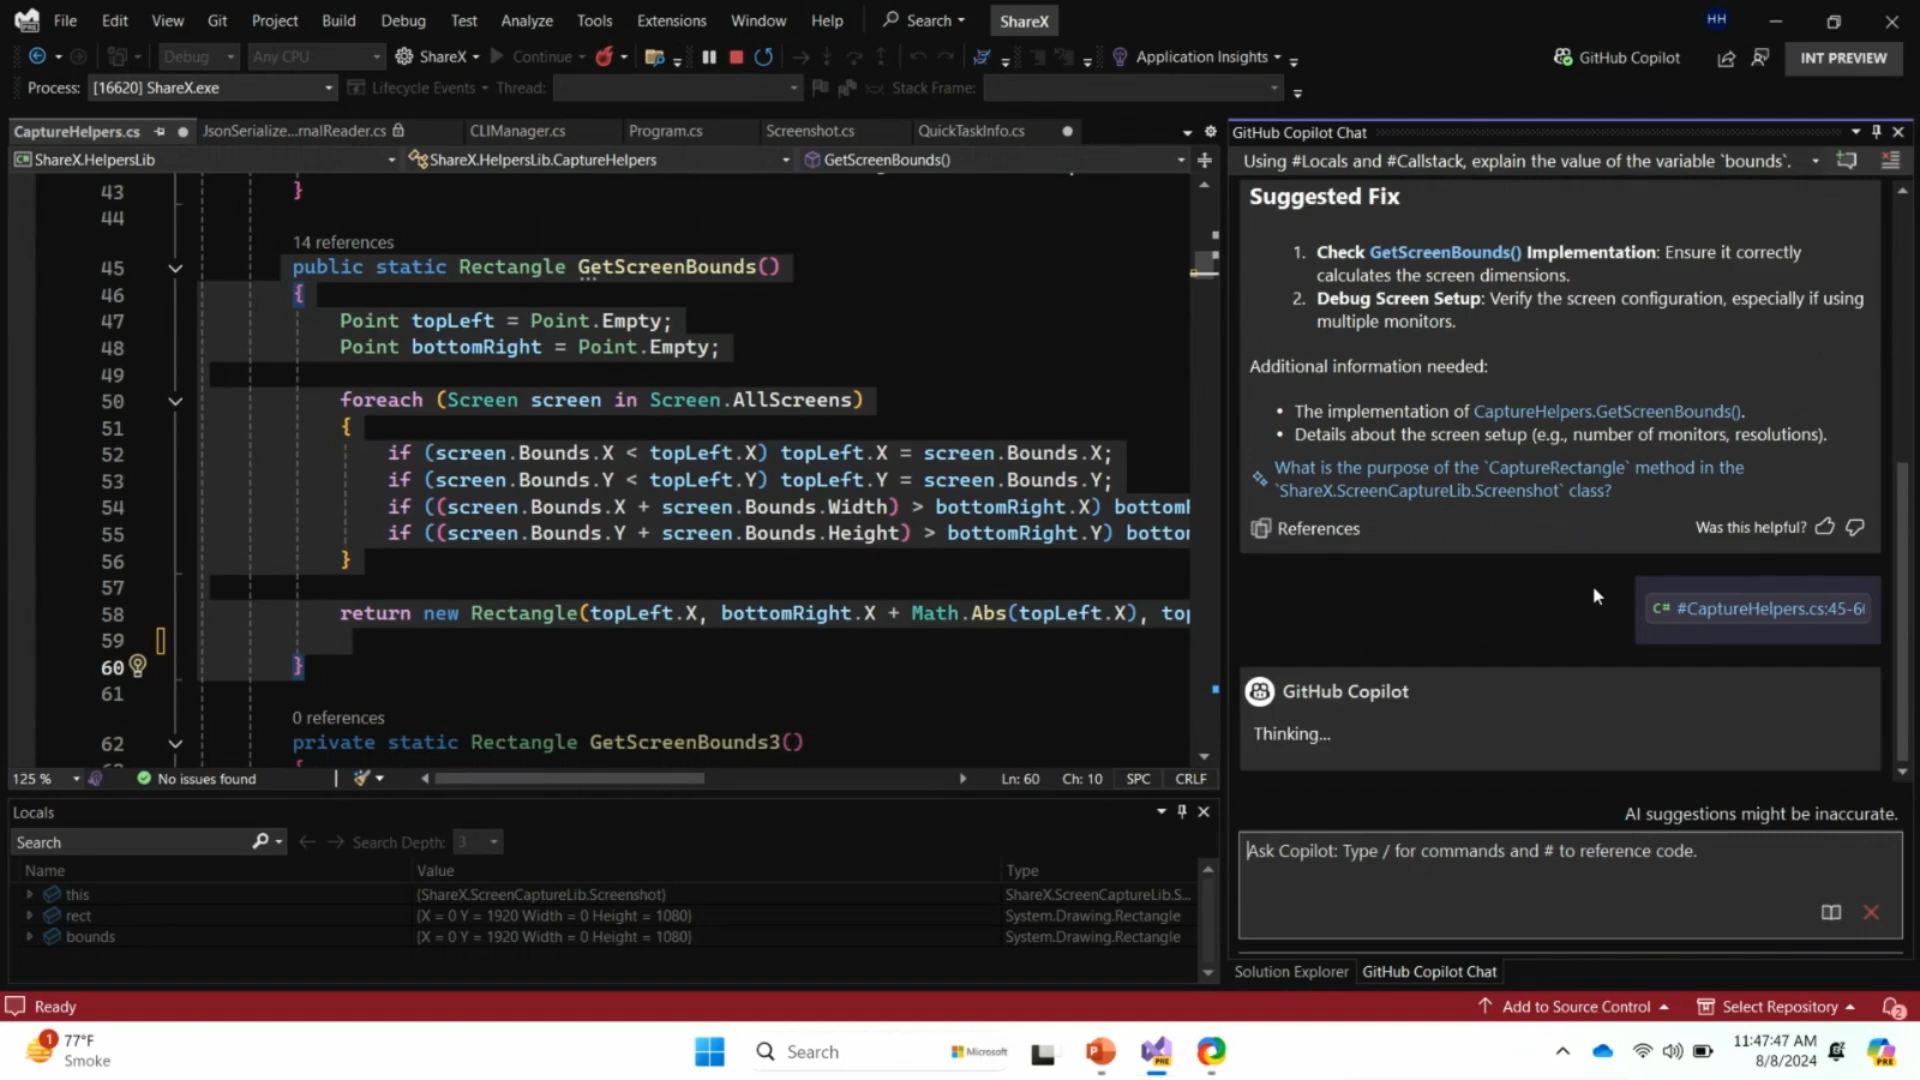 File Edit View Git Project Build Debug Test Analyze Tools Extensions Window Help Search ShareX HH
Debug Any CPU ShareX Continue Application Insights GitHub Copilot INT PREVIEW
Process: [16620] ShareX.exe Lifecycle Events Thread: Stack Frame:
CaptureHelpers.cs JsonSerialize...rnalReader.cs CLIManager.cs Program.cs Screenshot.cs QuickTaskInfo.cs
ShareX.HelpersLib ShareX.HelpersLib.CaptureHelpers GetScreenBounds()
43 }
44
14 references
45 public static Rectangle GetScreenBounds()
46 {
47 Point topLeft = Point.Empty;
48 Point bottomRight = Point.Empty;
49
50 foreach (Screen screen in Screen.AllScreens)
51 {
52 if (screen.Bounds.X < topLeft.X) topLeft.X = screen.Bounds.X;
53 if (screen.Bounds.Y < topLeft.Y) topLeft.Y = screen.Bounds.Y;
54 if ((screen.Bounds.X + screen.Bounds.Width) > bottomRight.X) bottomR
55 if ((screen.Bounds.Y + screen.Bounds.Height) > bottomRight.Y) bottom
56 }
57
58 return new Rectangle(topLeft.X, bottomRight.X + Math.Abs(topLeft.X), top
59
60 }
61
0 references
62 private static Rectangle GetScreenBounds3()
125 % No issues found Ln: 60 Ch: 10 SPC CRLF
Locals
Search Search Depth: 3
Name Value Type
this {ShareX.ScreenCaptureLib.Screenshot} ShareX.ScreenCaptureLib.S...
rect {X = 0 Y = 1920 Width = 0 Height = 1080} System.Drawing.Rectangle
bounds {X = 0 Y = 1920 Width = 0 Height = 1080} System.Drawing.Rectangle
GitHub Copilot Chat
Using #Locals and #Callstack, explain the value of the variable `bounds`.
Suggested Fix
1. Check GetScreenBounds() Implementation: Ensure it correctly
calculates the screen dimensions.
2. Debug Screen Setup: Verify the screen configuration, especially if using
multiple monitors.
Additional information needed:
• The implementation of CaptureHelpers.GetScreenBounds().
• Details about the screen setup (e.g., number of monitors, resolutions).
What is the purpose of the `CaptureRectangle` method in the
`ShareX.ScreenCaptureLib.Screenshot` class?
References Was this helpful?
C# #CaptureHelpers.cs:45-6
GitHub Copilot
Thinking...
AI suggestions might be inaccurate.
Ask Copilot: Type / for commands and # to reference code.
Solution Explorer GitHub Copilot Chat
Ready Add to Source Control Select Repository 2
1 77°F
Smoke
Search Microsoft PRE
11:47:47 AM
8/8/2024
PRE